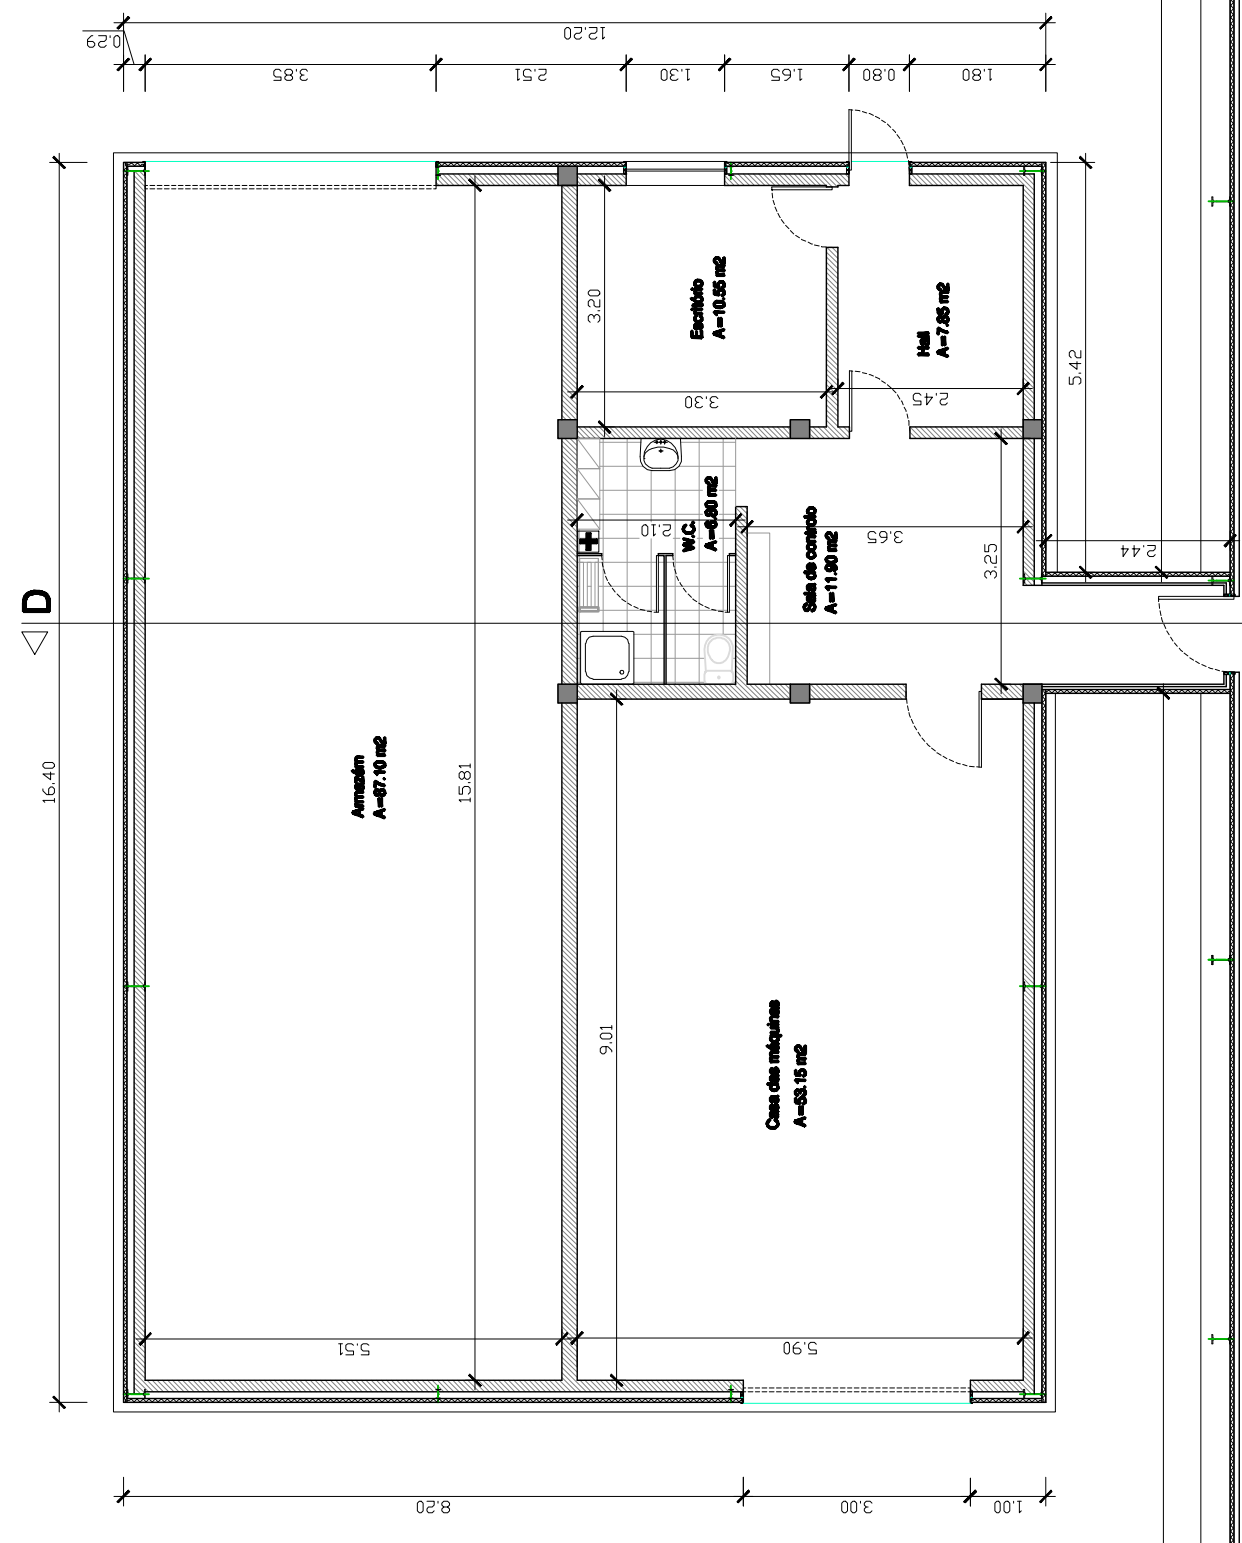 12.20
0.29
3.85
2.51
1.30
1.65
0.80
1.80
Escritório
A=10.55 m2
Hall
A=7.85 m2
3.20
3.30
2.45
5.42
W.C.
A=6.80 m2
2.10
Sala de controlo
A=11.90 m2
3.65
3.25
2.44
D
Armazém
A=87.10 m2
16.40
15.81
9.01
Casa das máquinas
A=53.15 m2
5.51
5.90
8.20
3.00
1.00